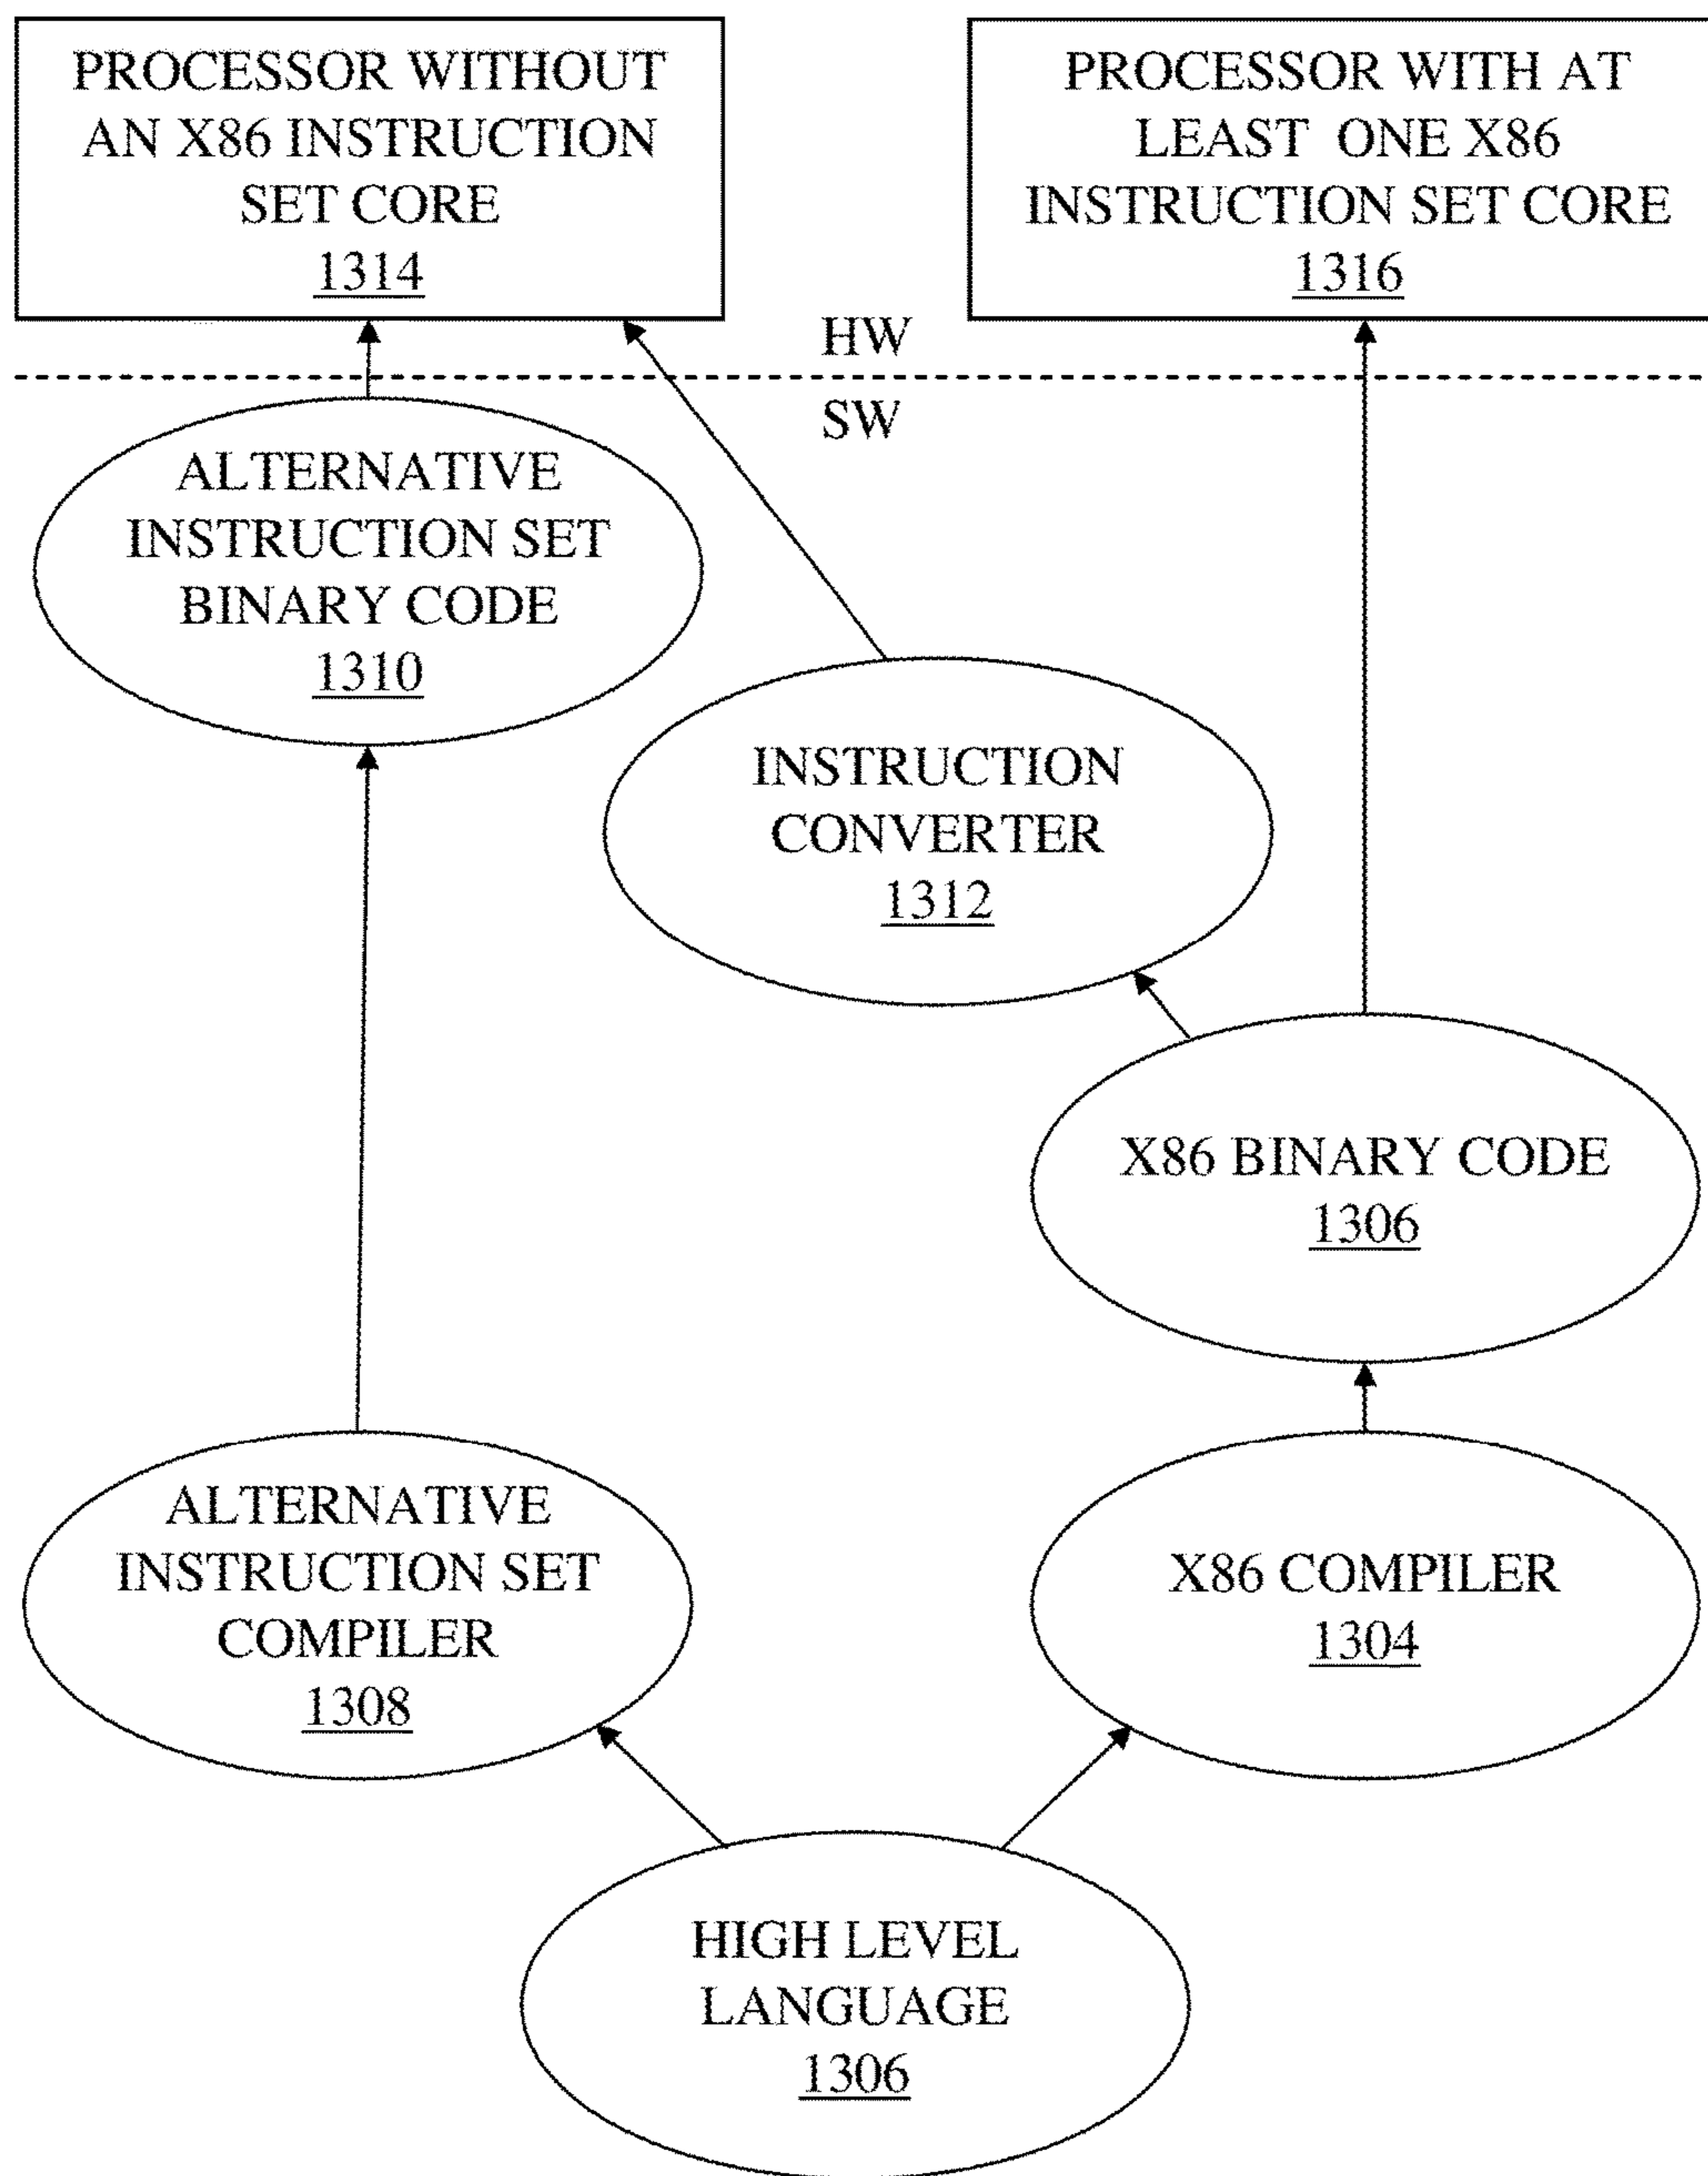 PROCESSOR WITHOUT
AN X86 INSTRUCTION
SET CORE
1314
PROCESSOR WITH AT
LEAST ONE X86
INSTRUCTION SET CORE
1316
HW
SW
ALTERNATIVE
INSTRUCTION SET
BINARY CODE
1310
INSTRUCTION
CONVERTER
1312
X86 BINARY CODE
1306
ALTERNATIVE
INSTRUCTION SET
COMPILER
1308
X86 COMPILER
1304
HIGH LEVEL
LANGUAGE
1306